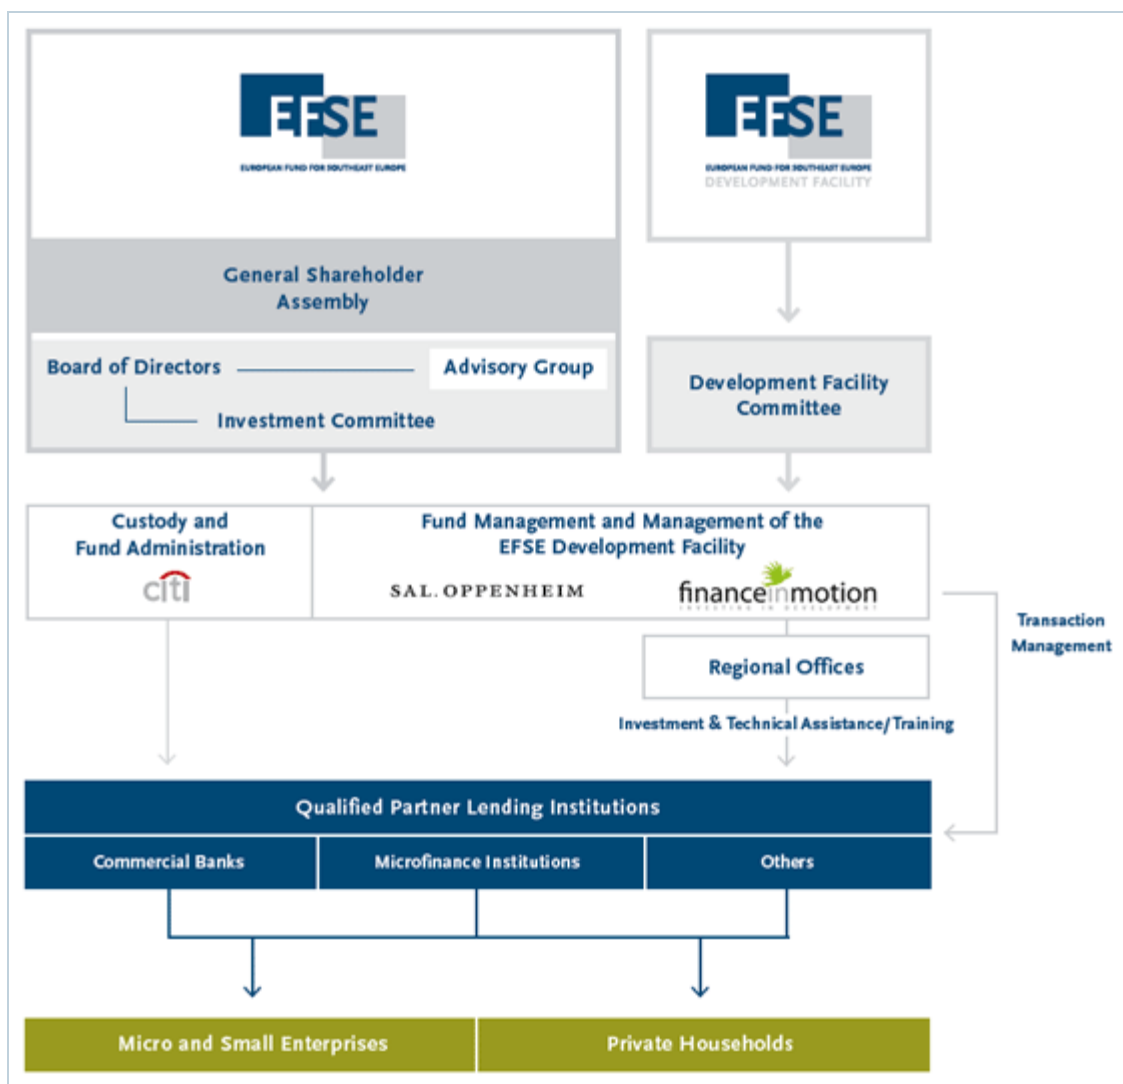 EFSE
EUROPEAN FUND FOR SOUTHEAST EUROPE
EFSE
EUROPEAN FUND FOR SOUTHEAST EUROPE
DEVELOPMENT FACILITY
General Shareholder
Assembly
Board of Directors
Advisory Group
Investment Committee
Development Facility
Committee
Custody and
Fund Administration
citi
Fund Management and Management of the
EFSE Development Facility
SAL. OPPENHEIM
financeinmotion
INVESTING IN DEVELOPMENT
Transaction
Management
Regional Offices
Investment & Technical Assistance/Training
Qualified Partner Lending Institutions
Commercial Banks
Microfinance Institutions
Others
Micro and Small Enterprises
Private Households